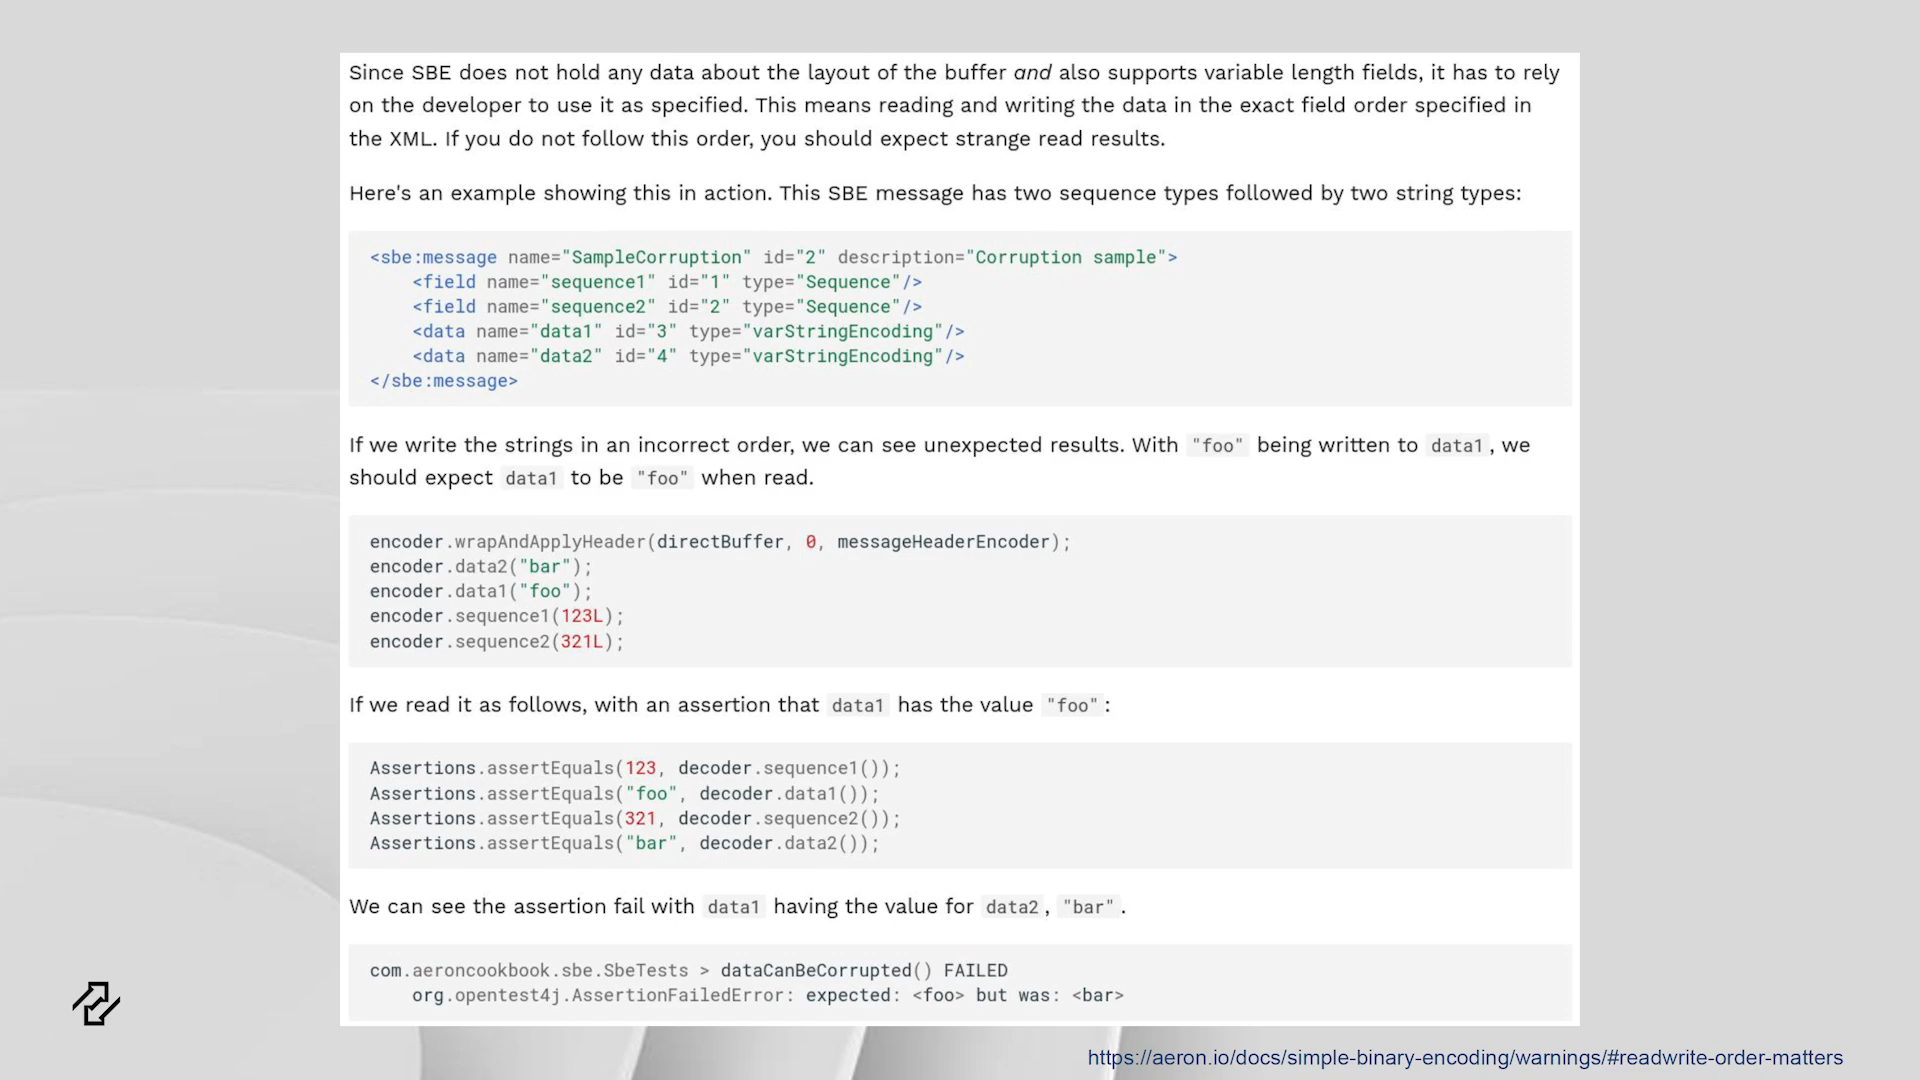 Since SBE does not hold any data about the layout of the buffer and also supports variable length fields, it has to rely
on the developer to use it as specified. This means reading and writing the data in the exact field order specified in
the XML. If you do not follow this order, you should expect strange read results.
Here's an example showing this in action. This SBE message has two sequence types followed by two string types:
<sbe:message name="SampleCorruption" id="2" description="Corruption sample">
    <field name="sequence1" id="1" type="Sequence"/>
    <field name="sequence2" id="2" type="Sequence"/>
    <data name="data1" id="3" type="varStringEncoding"/>
    <data name="data2" id="4" type="varStringEncoding"/>
</sbe:message>
If we write the strings in an incorrect order, we can see unexpected results. With "foo" being written to data1, we
should expect data1 to be "foo" when read.
encoder.wrapAndApplyHeader(directBuffer, 0, messageHeaderEncoder);
encoder.data2("bar");
encoder.data1("foo");
encoder.sequence1(123L);
encoder.sequence2(321L);
If we read it as follows, with an assertion that data1 has the value "foo":
Assertions.assertEquals(123, decoder.sequence1());
Assertions.assertEquals("foo", decoder.data1());
Assertions.assertEquals(321, decoder.sequence2());
Assertions.assertEquals("bar", decoder.data2());
We can see the assertion fail with data1 having the value for data2, "bar".
com.aeroncookbook.sbe.SbeTests > dataCanBeCorrupted() FAILED
    org.opentest4j.AssertionFailedError: expected: <foo> but was: <bar>
https://aeron.io/docs/simple-binary-encoding/warnings/#readwrite-order-matters